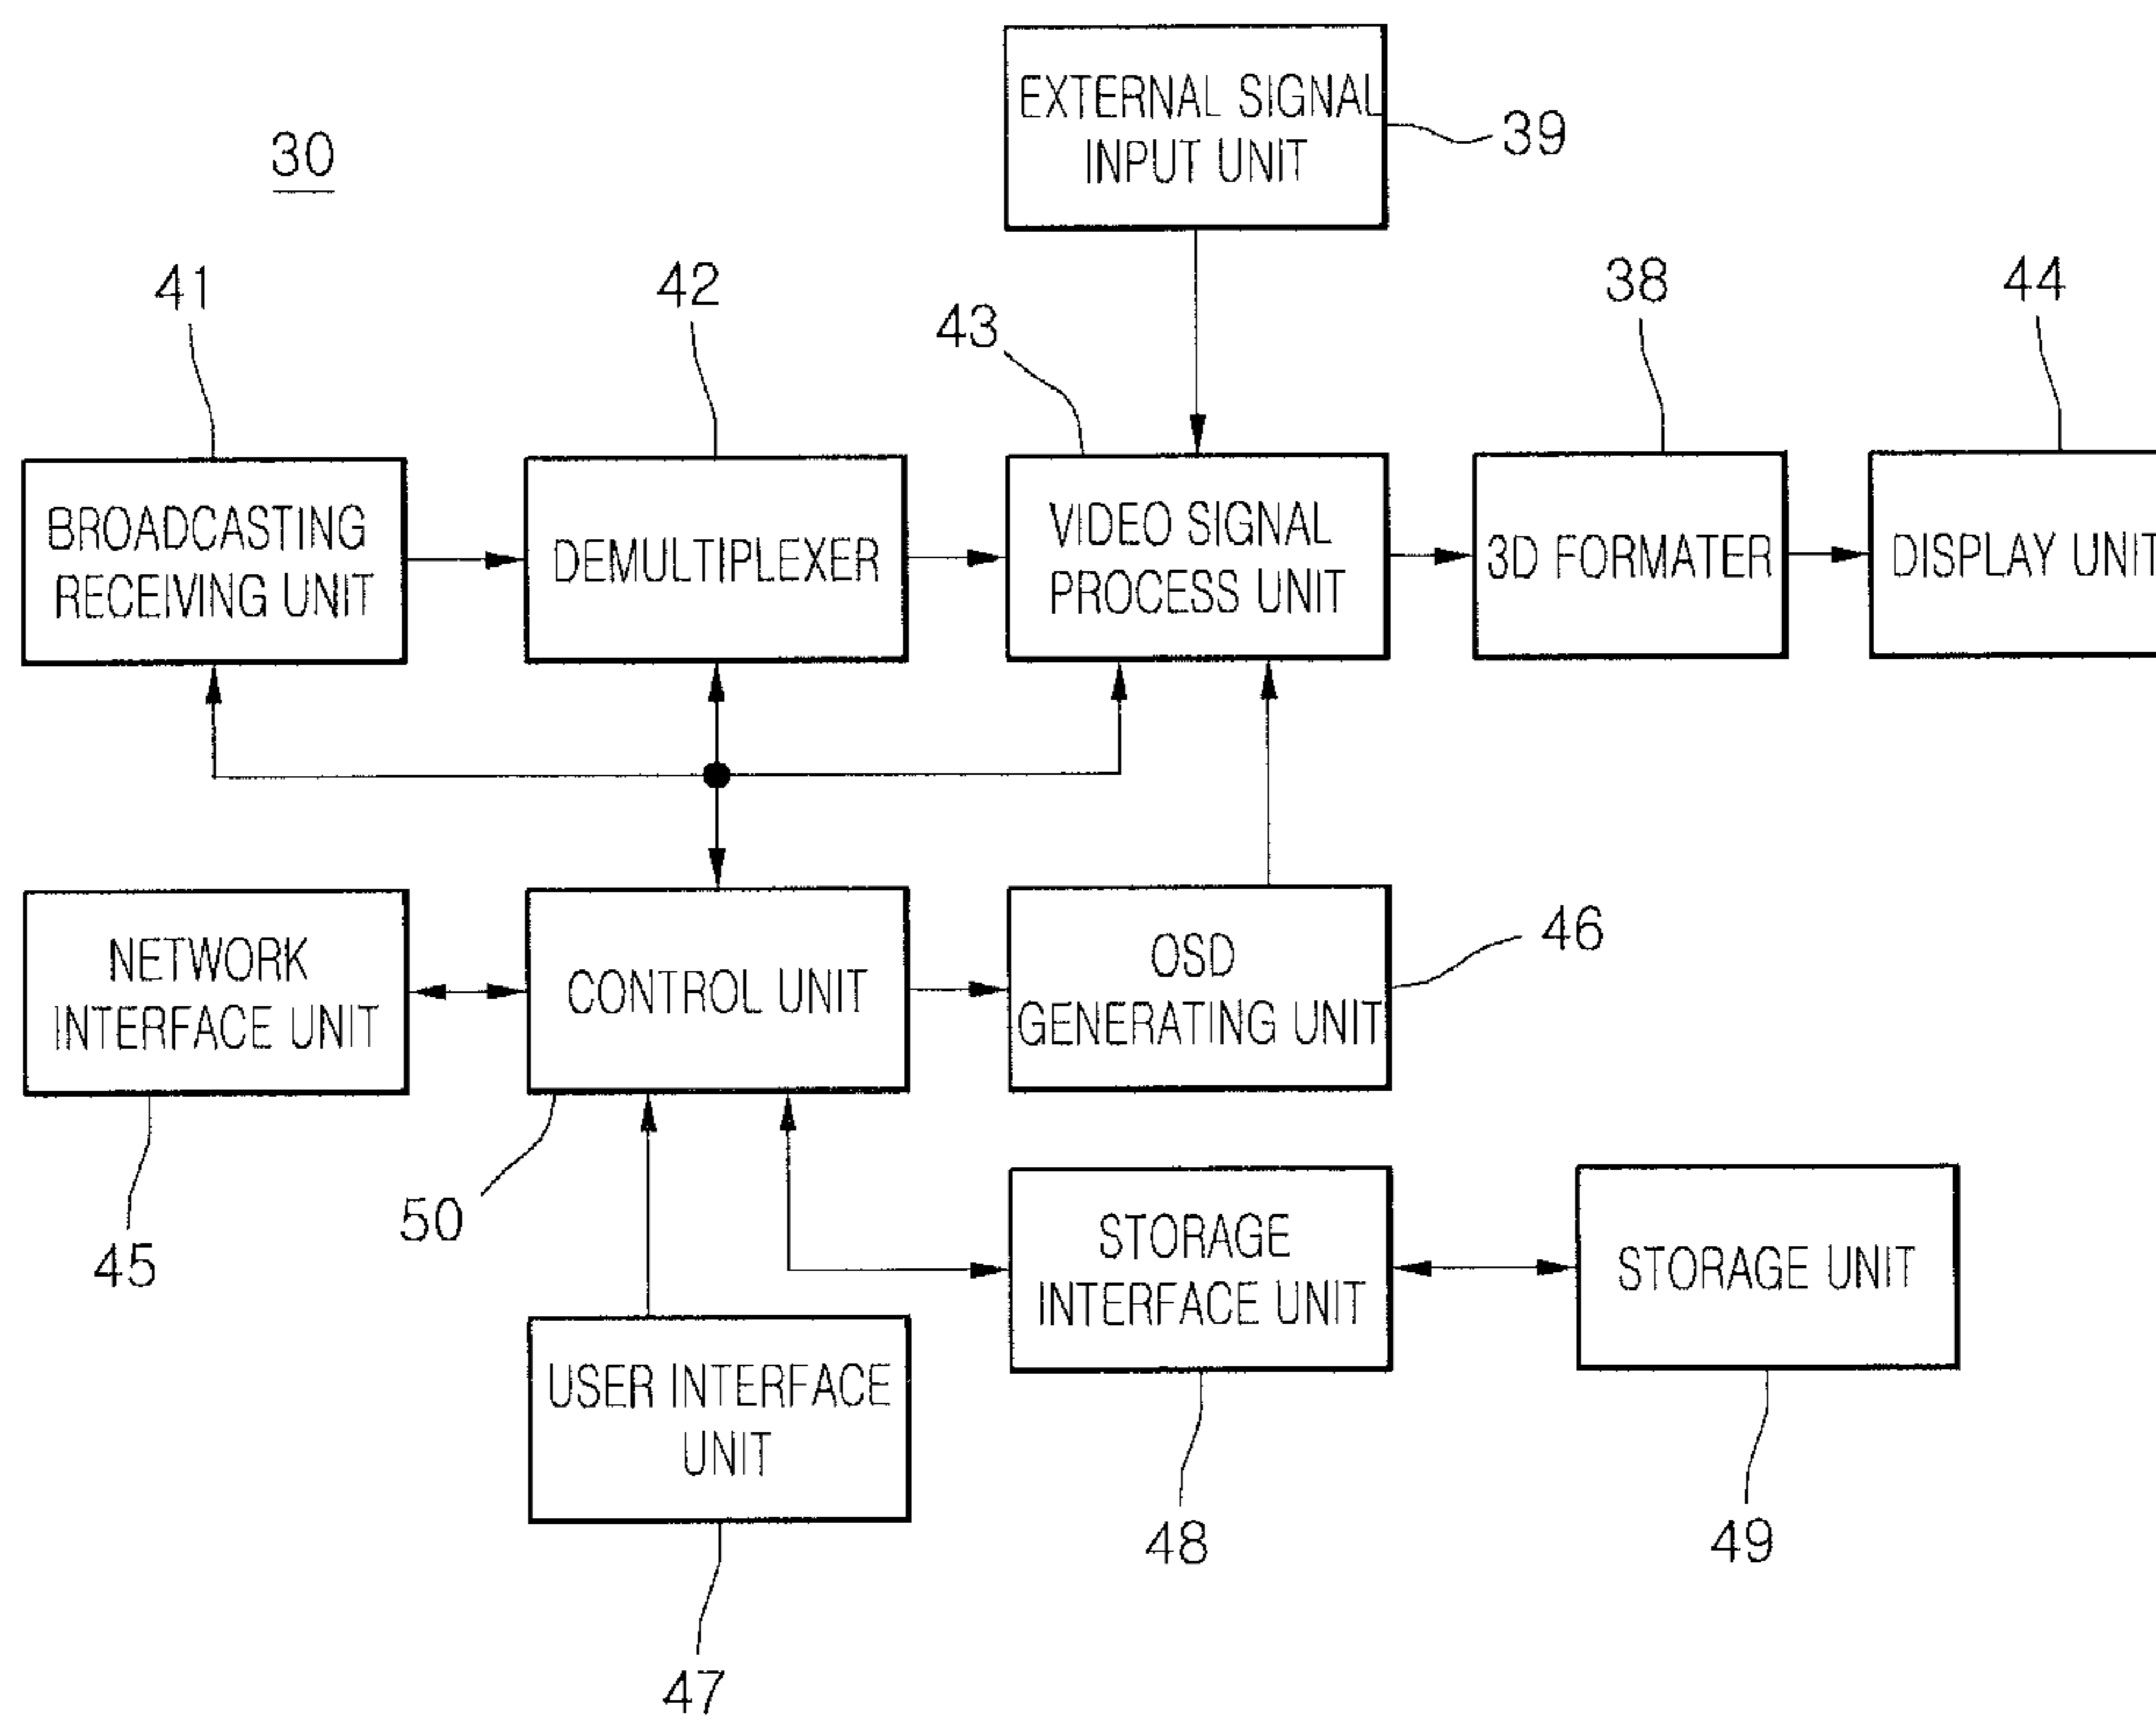 30
EXTERNAL SIGNAL
INPUT UNIT
39
41
42
43
38
44
BROADCASTING
RECEIVING UNIT
DEMULTIPLEXER
VIDEO SIGNAL
PROCESS UNIT
3D FORMATER
DISPLAY UNIT
NETWORK
INTERFACE UNIT
CONTROL UNIT
OSD
GENERATING UNIT
46
45
50
STORAGE
INTERFACE UNIT
STORAGE UNIT
USER INTERFACE
UNIT
48
49
47